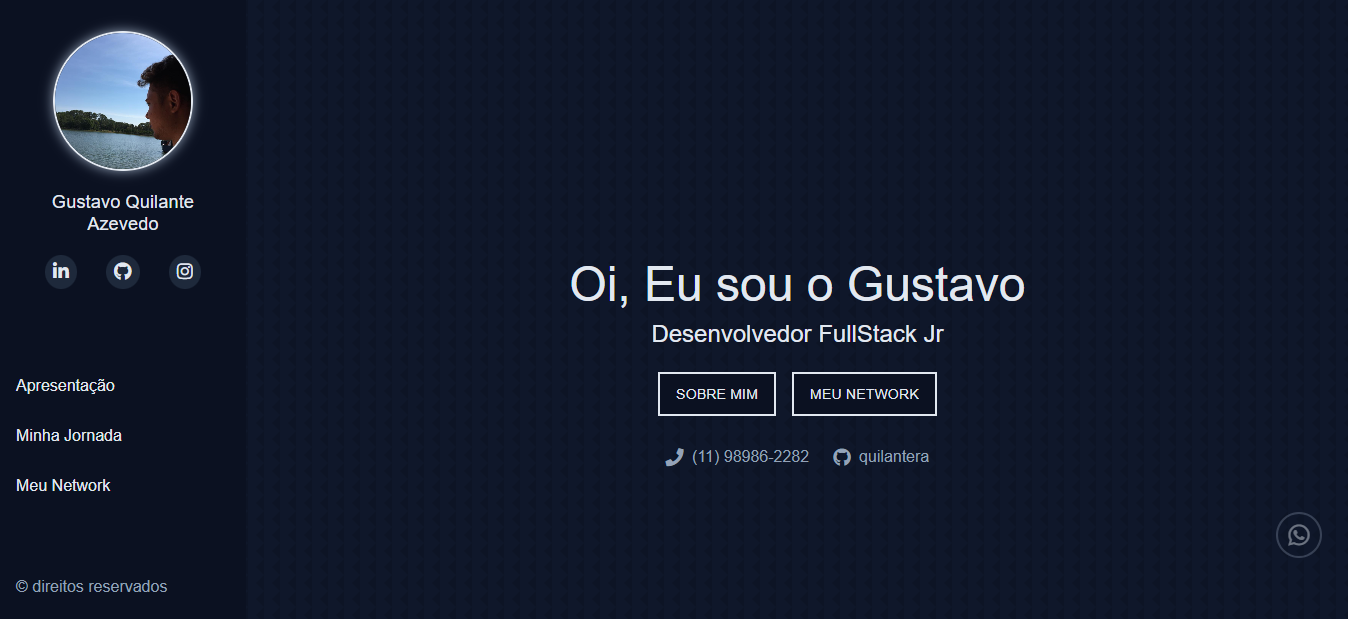 Gustavo Quilante
Azevedo
in
Apresentação
Minha Jornada
Meu Network
© direitos reservados
Oi, Eu sou o Gustavo
Desenvolvedor FullStack Jr
SOBRE MIM
MEU NETWORK
(11) 98986-2282
quilantera